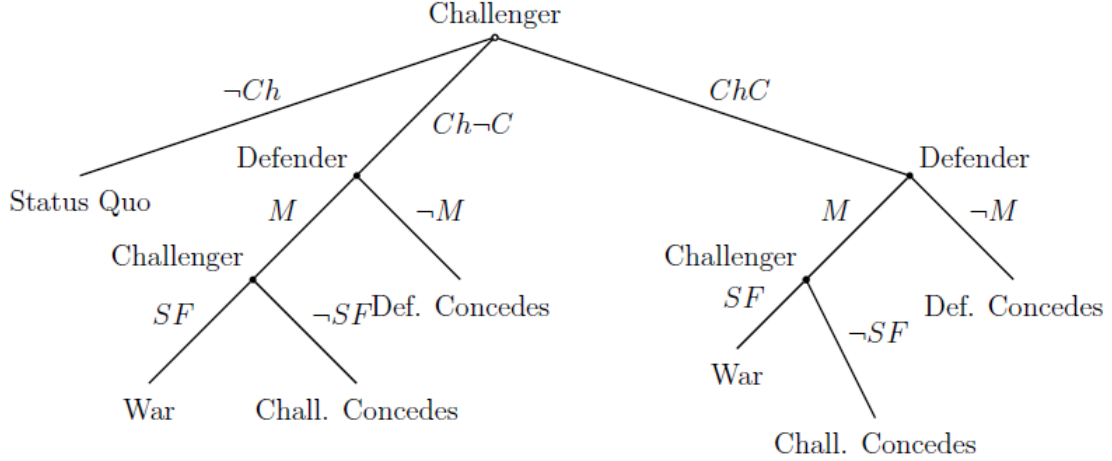 Challenger
¬Ch
ChC
Ch¬C
Defender
Defender
Status Quo
M
¬M
M
¬M
Challenger
Challenger
SF
¬SF
Def. Concedes
SF
¬SF
Def. Concedes
War
War
Chall. Concedes
Chall. Concedes